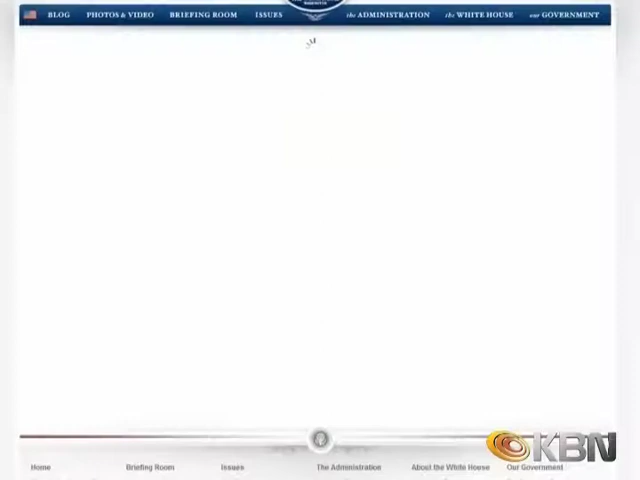 BLOG PHOTOS & VIDEO BRIEFING ROOM ISSUES the ADMINISTRATION the WHITE HOUSE our GOVERNMENT
Home Briefing Room Issues The Administration About the White House Our Government
KBN